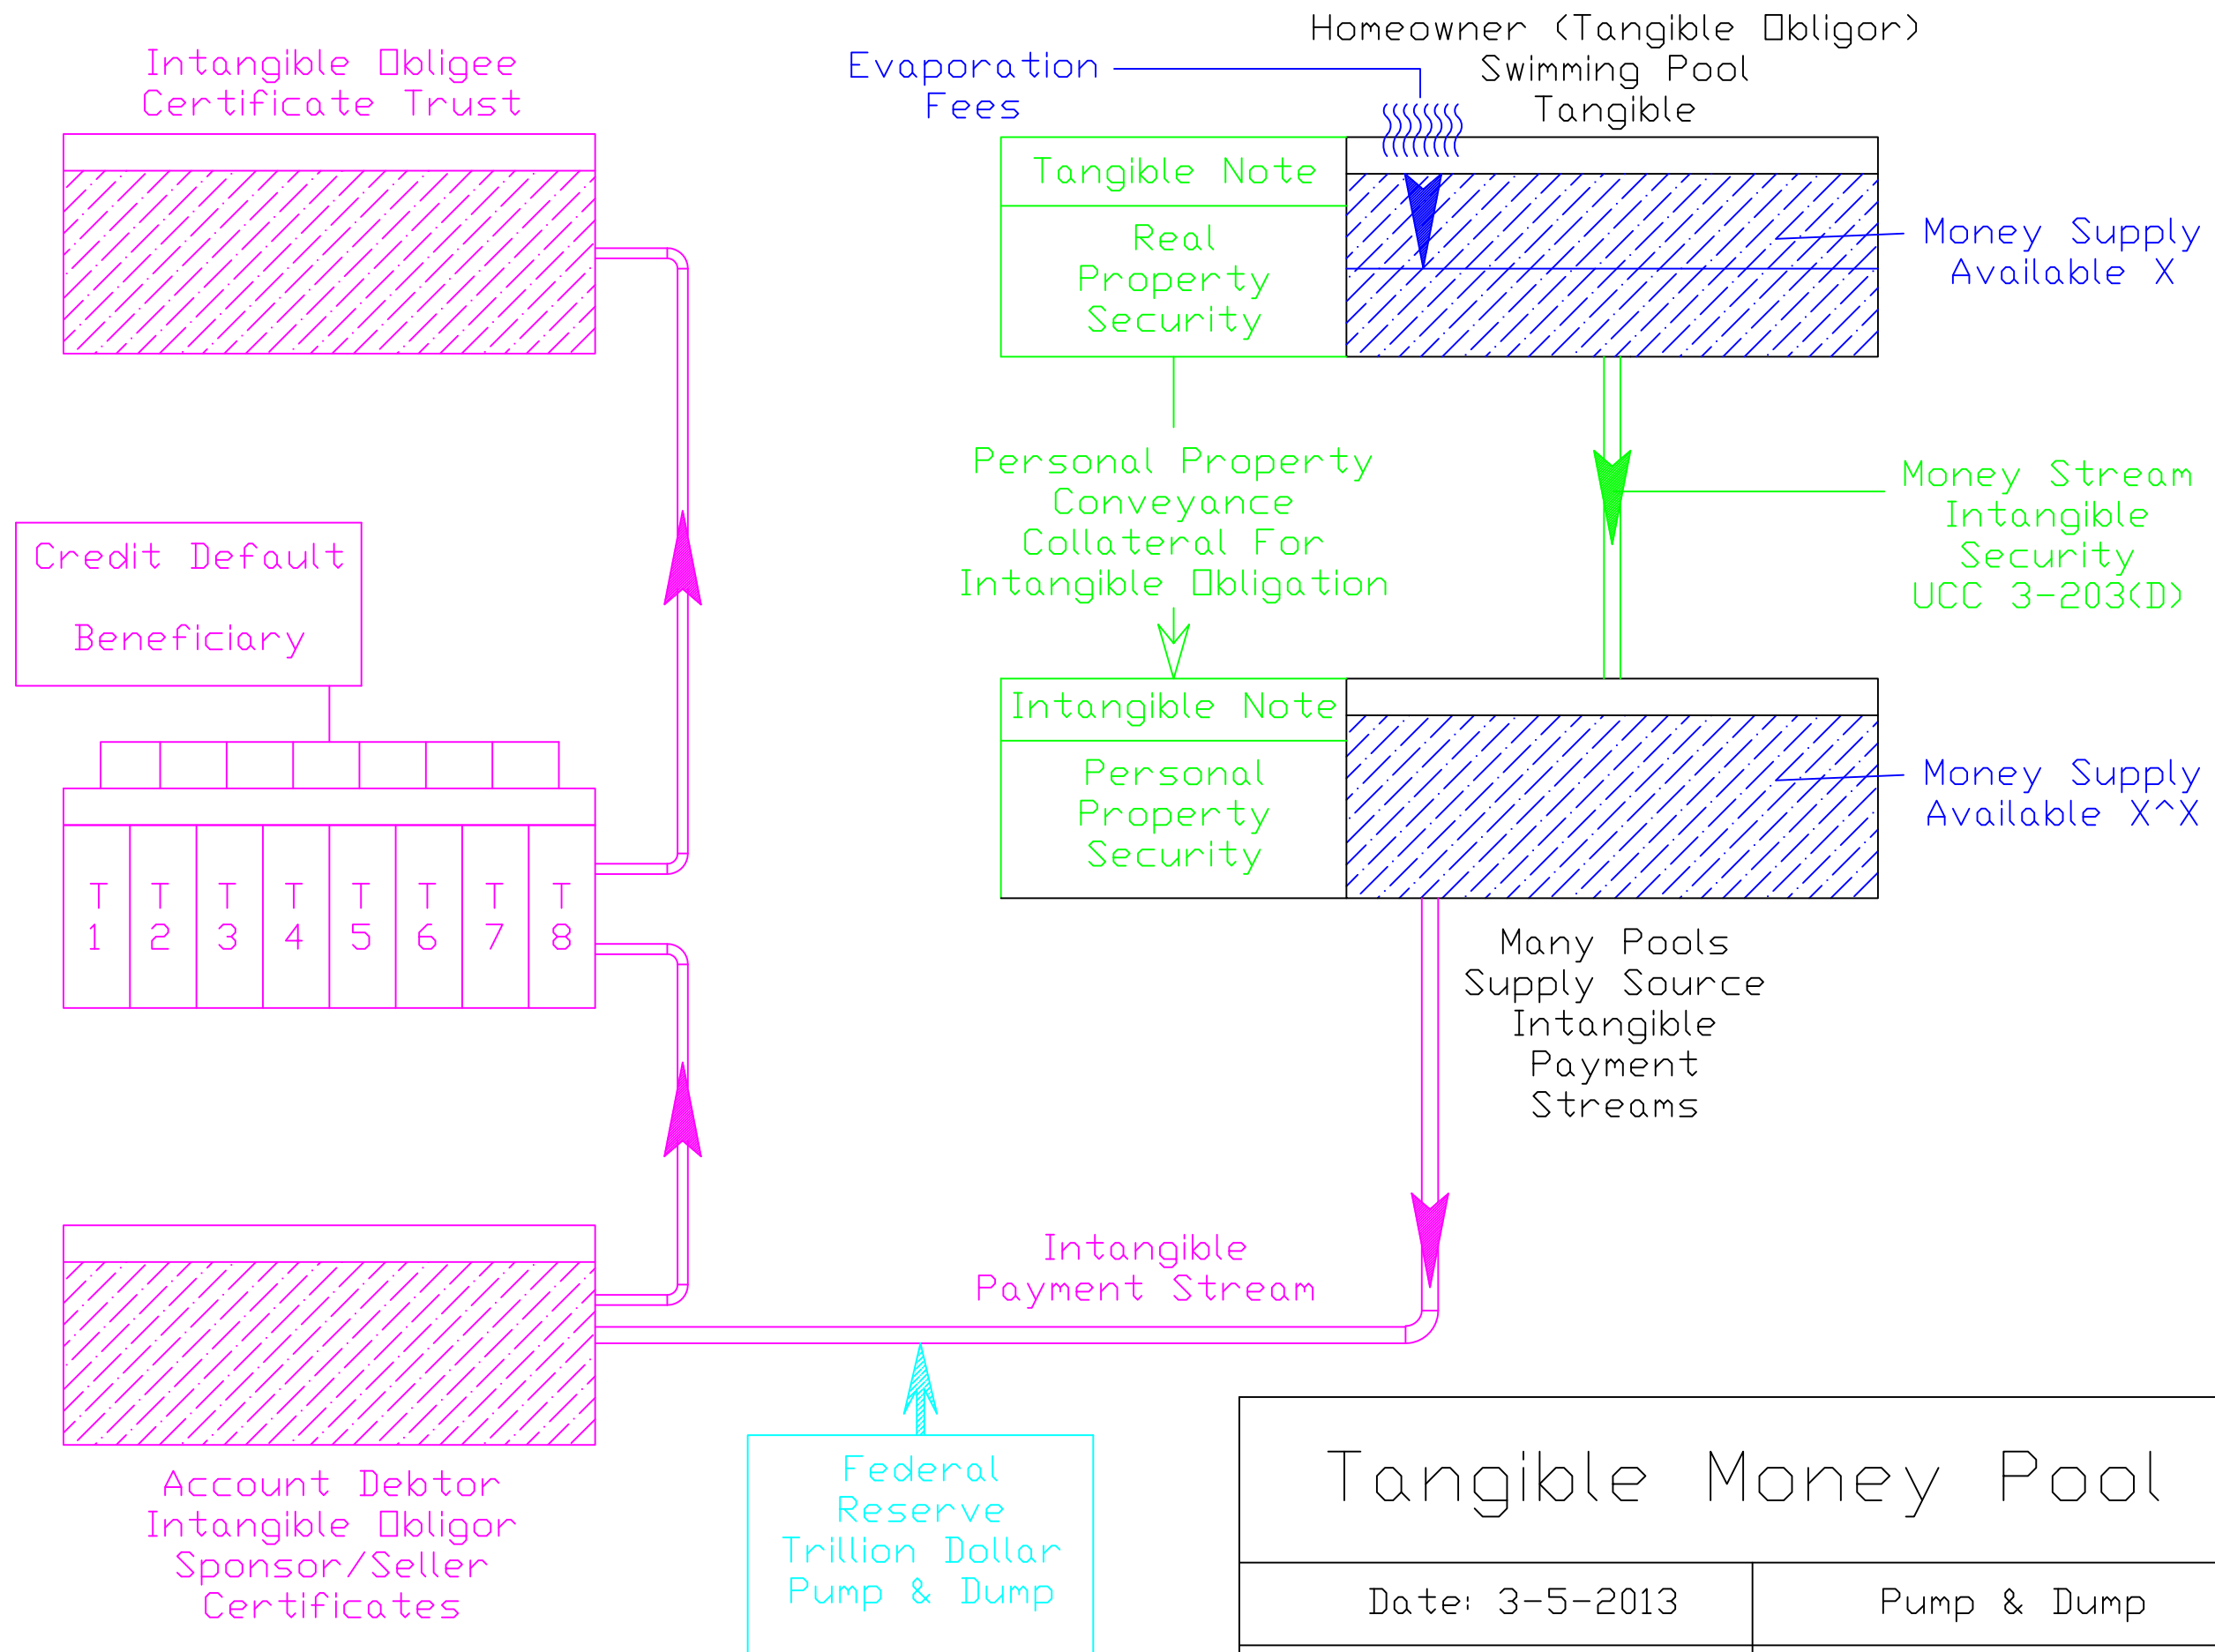 Intangible Obligee
Certificate Trust
Evaporation
Fees
Homeowner (Tangible Obligor)
Swimming Pool
Tangible
Tangible Note
Real
Property
Security
Money Supply
Available X
Personal Property
Conveyance
Collateral For
Intangible Obligation
Money Stream
Intangible
Security
UCC 3-203(D)
Credit Default
Beneficiary
Intangible Note
Personal
Property
Security
Money Supply
Available X^X
T T T T T T T T
1 2 3 4 5 6 7 8
Many Pools
Supply Source
Intangible
Payment
Streams
Intangible
Payment Stream
Account Debtor
Intangible Obligor
Sponsor/Seller
Certificates
Federal
Reserve
Trillion Dollar
Pump & Dump
Tangible Money Pool
Date: 3-5-2013
Pump & Dump